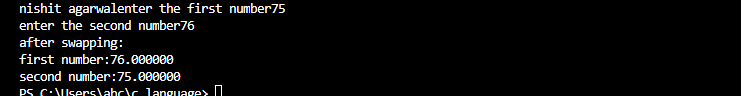 nishit agarwalenter the first number75
enter the second number76
after swapping:
first number:76.000000
second number:75.000000
PS C:\Users\abc\c language>